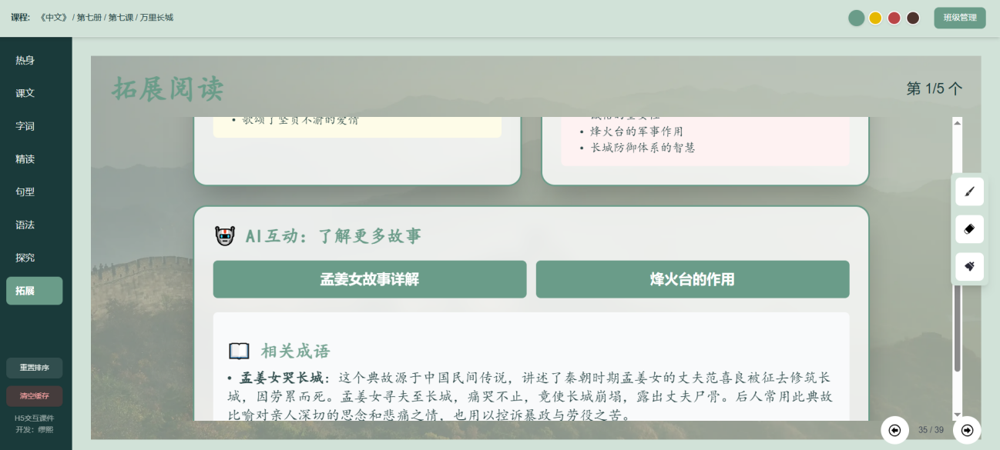 课程: 《中文》 / 第七册 / 第七课 / 万里长城
班级管理
热身
课文
字词
精读
句型
语法
探究
拓展
重置排序
清空缓存
H5交互课件
开发：缪熙
拓展阅读
第 1/5 个
• 歌颂了坚贞不渝的爱情
• 烽火台的军事作用
• 长城防御体系的智慧
AI互动：了解更多故事
孟姜女故事详解
烽火台的作用
相关成语
• 孟姜女哭长城：这个典故源于中国民间传说，讲述了秦朝时期孟姜女的丈夫范喜良被征去修筑长
城，因劳累而死。孟姜女寻夫至长城，痛哭不止，竟使长城崩塌，露出丈夫尸骨。后人常用此典故
比喻对亲人深切的思念和悲痛之情，也用以控诉暴政与劳役之苦。
35 / 39